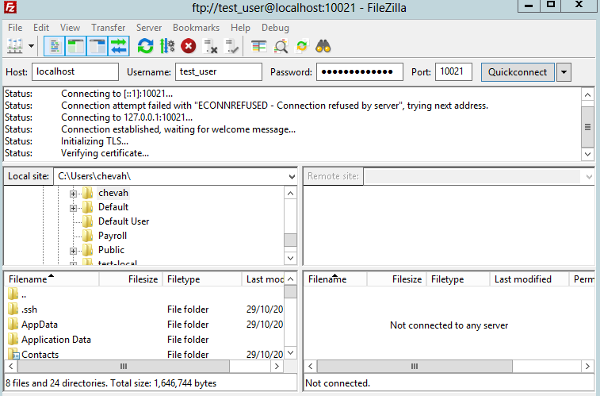 Fz
ftp://test_user@localhost:10021 - FileZilla
File Edit View Transfer Server Bookmarks Help Debug
Host: localhost Username: test_user Password: ●●●●●●●●●●●●● Port: 10021 Quickconnect
Status: Connecting to [::1]:10021...
Status: Connection attempt failed with "ECONNREFUSED - Connection refused by server", trying next address.
Status: Connecting to 127.0.0.1:10021...
Status: Connection established, waiting for welcome message...
Status: Initializing TLS...
Status: Verifying certificate...
Local site: C:\Users\chevah\
Remote site:
chevah
Default
Default User
Payroll
Public
test-local
Filename Filesize Filetype Last mod
..
.ssh File folder 29/10/20
AppData File folder 29/10/20
Application Data File folder
Contacts File folder 29/10/20
8 files and 24 directories. Total size: 1,646,744 bytes
Filename Filesize Filetype Last modified Perm
Not connected to any server
Not connected.